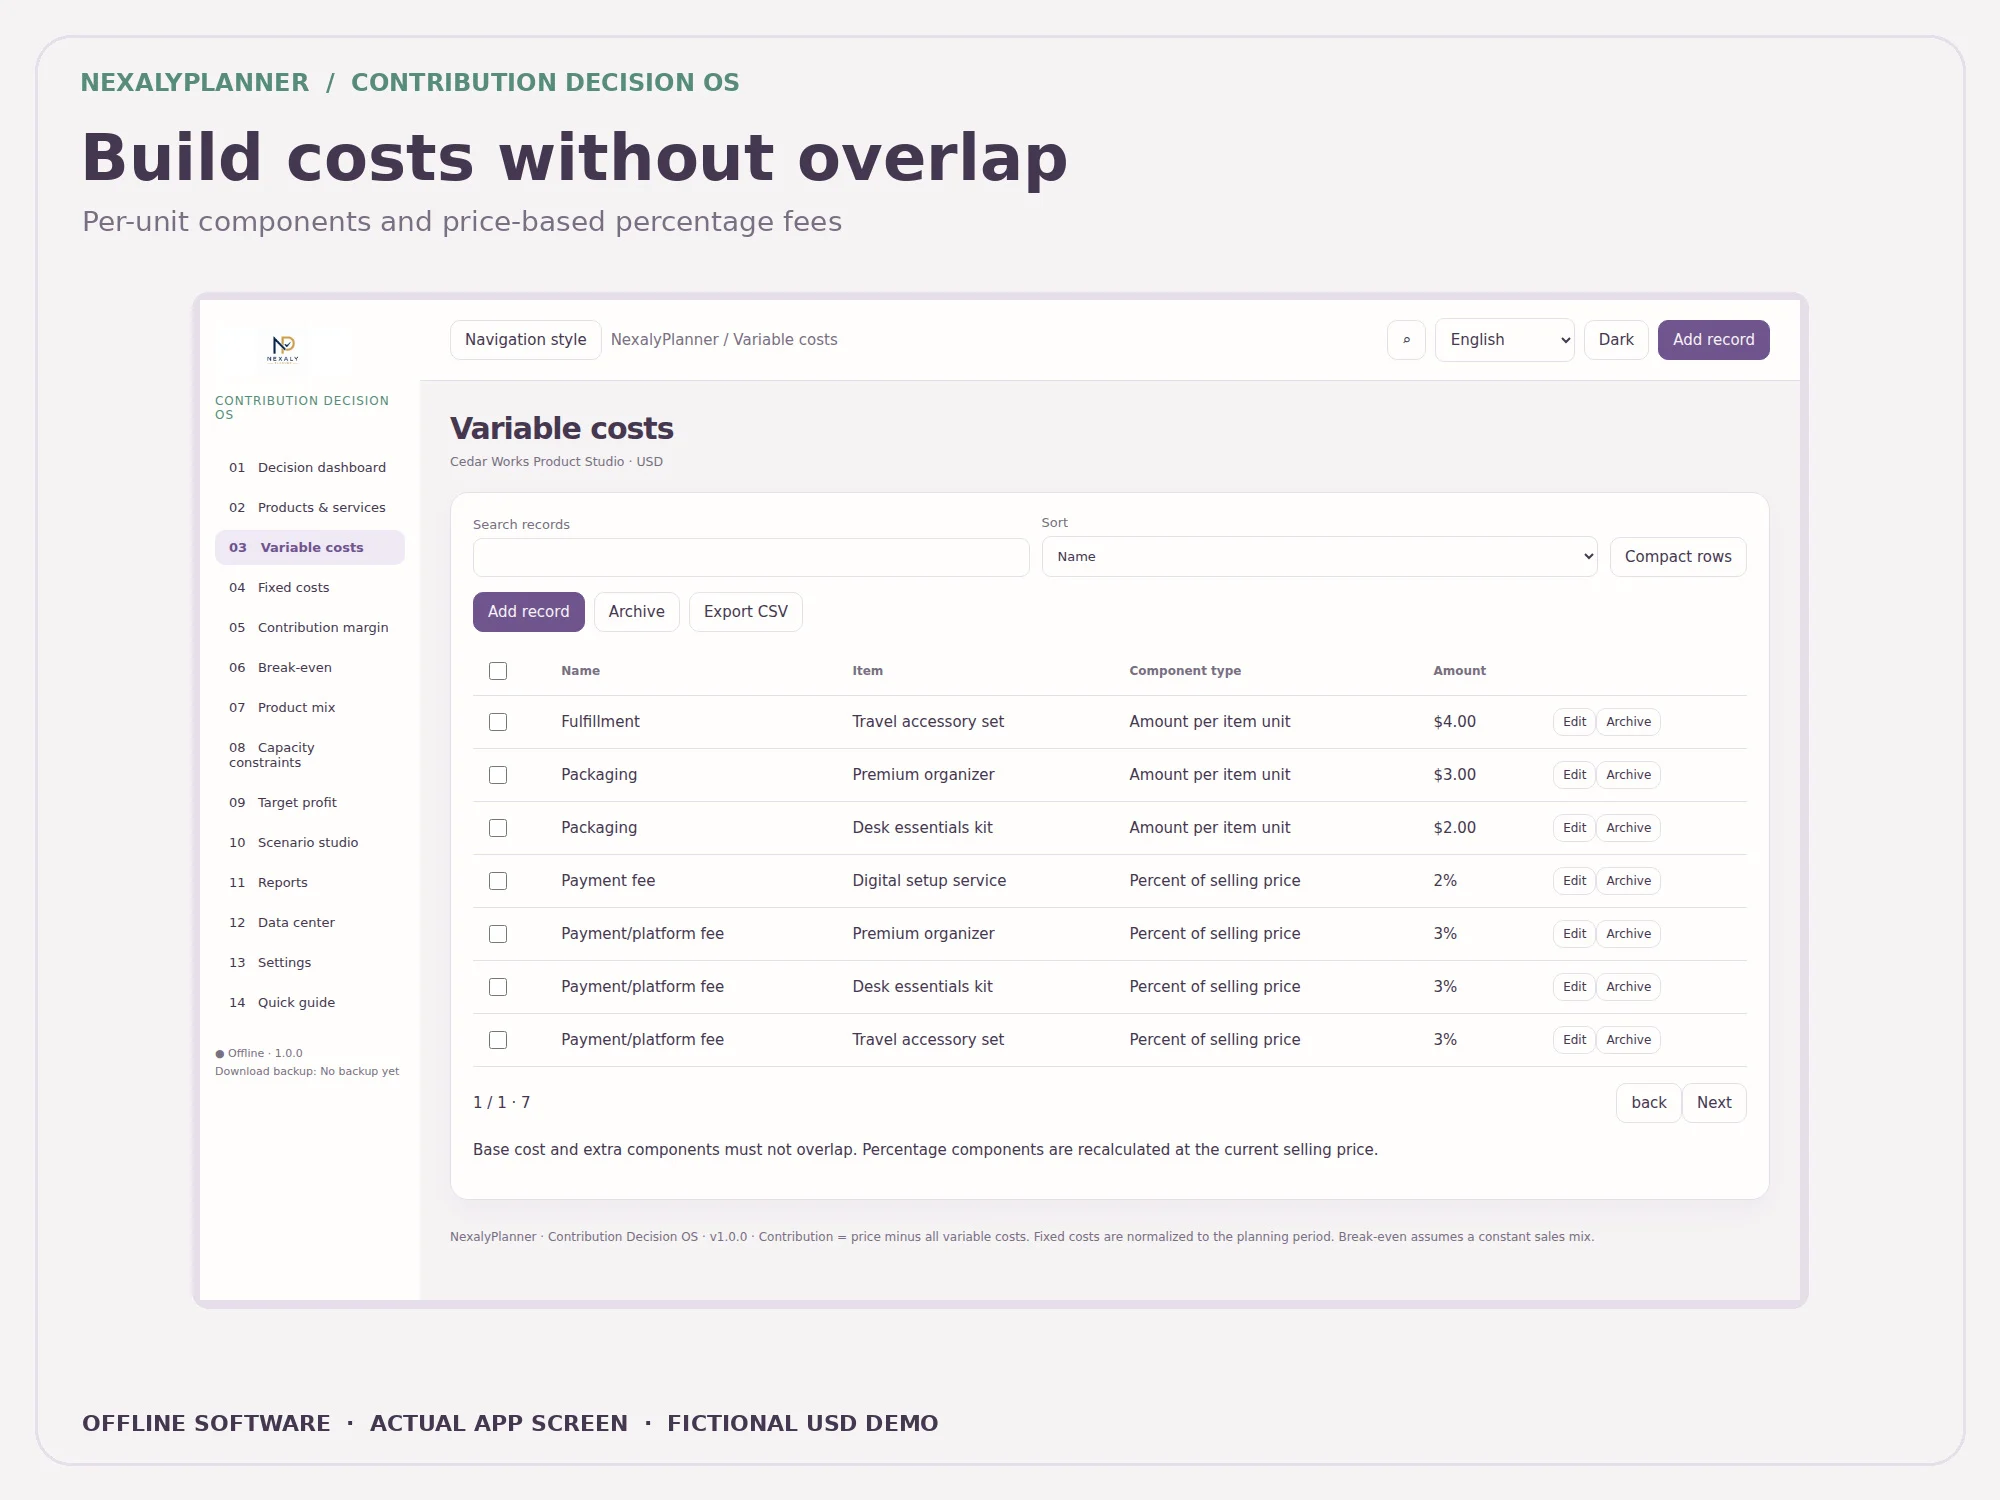 NEXALYPLANNER / CONTRIBUTION DECISION OS
Build costs without overlap
Per-unit components and price-based percentage fees
NEXALY
CONTRIBUTION DECISION
OS
01 Decision dashboard
02 Products & services
03 Variable costs
04 Fixed costs
05 Contribution margin
06 Break-even
07 Product mix
08 Capacity
constraints
09 Target profit
10 Scenario studio
11 Reports
12 Data center
13 Settings
14 Quick guide
● Offline · 1.0.0
Download backup: No backup yet
Navigation style NexalyPlanner / Variable costs English Dark Add record
Variable costs
Cedar Works Product Studio · USD
Search records Sort
Name Compact rows
Add record Archive Export CSV
Name Item Component type Amount
Fulfillment Travel accessory set Amount per item unit $4.00 Edit Archive
Packaging Premium organizer Amount per item unit $3.00 Edit Archive
Packaging Desk essentials kit Amount per item unit $2.00 Edit Archive
Payment fee Digital setup service Percent of selling price 2% Edit Archive
Payment/platform fee Premium organizer Percent of selling price 3% Edit Archive
Payment/platform fee Desk essentials kit Percent of selling price 3% Edit Archive
Payment/platform fee Travel accessory set Percent of selling price 3% Edit Archive
1 / 1 · 7 back Next
Base cost and extra components must not overlap. Percentage components are recalculated at the current selling price.
NexalyPlanner · Contribution Decision OS · v1.0.0 · Contribution = price minus all variable costs. Fixed costs are normalized to the planning period. Break-even assumes a constant sales mix.
OFFLINE SOFTWARE · ACTUAL APP SCREEN · FICTIONAL USD DEMO